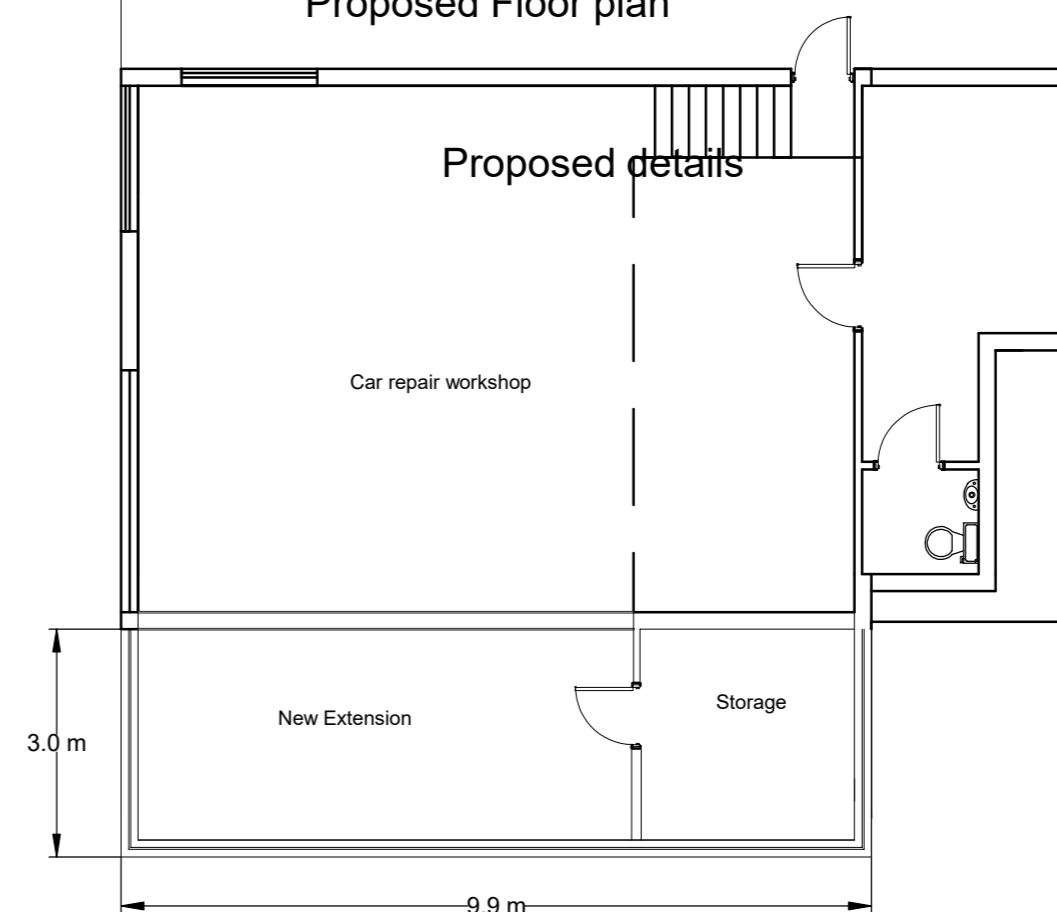 Proposed Floor plan
Proposed details
Car repair workshop
Storage
New Extension
3.0 m
9.9 m